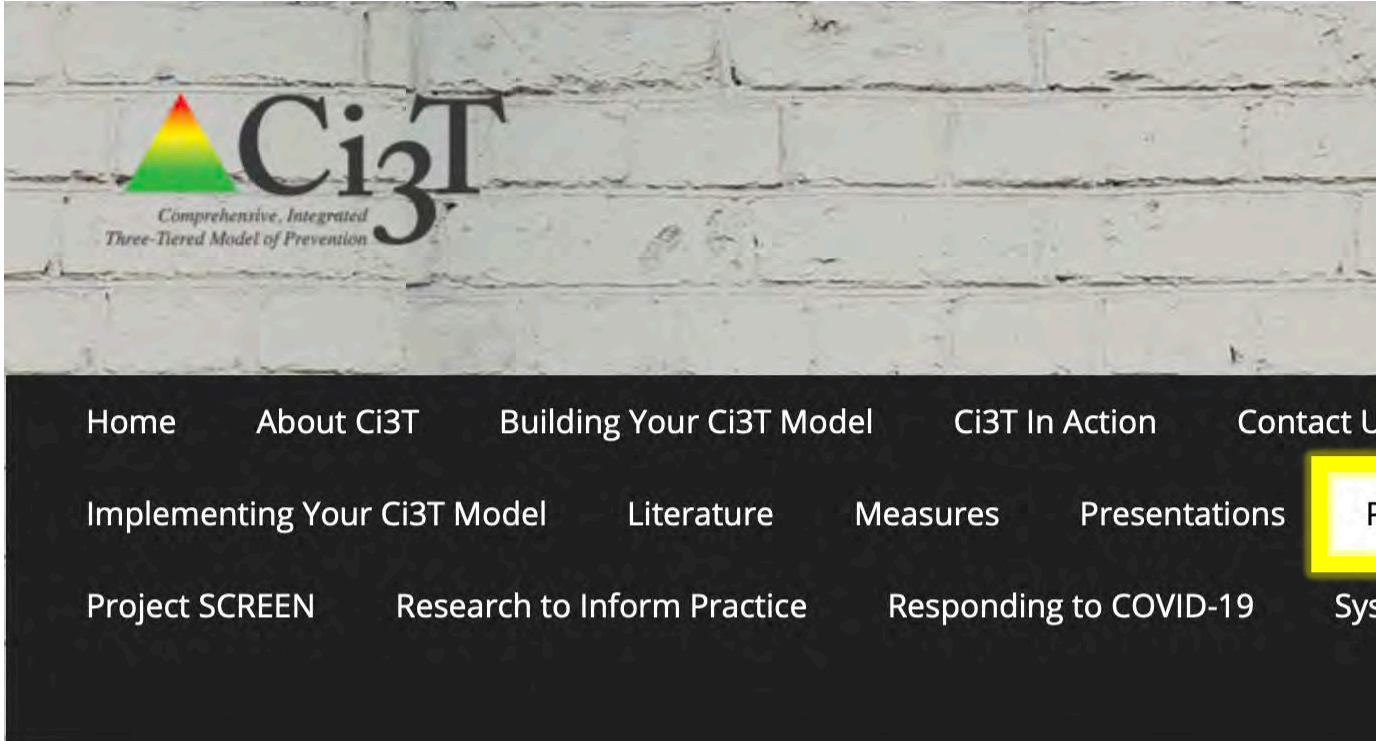 Ci3T
Comprehensive, Integrated
Three-Tiered Model of Prevention
Home About Ci3T Building Your Ci3T Model Ci3T In Action Contact
Implementing Your Ci3T Model Literature Measures Presentations
Project SCREEN Research to Inform Practice Responding to COVID-19